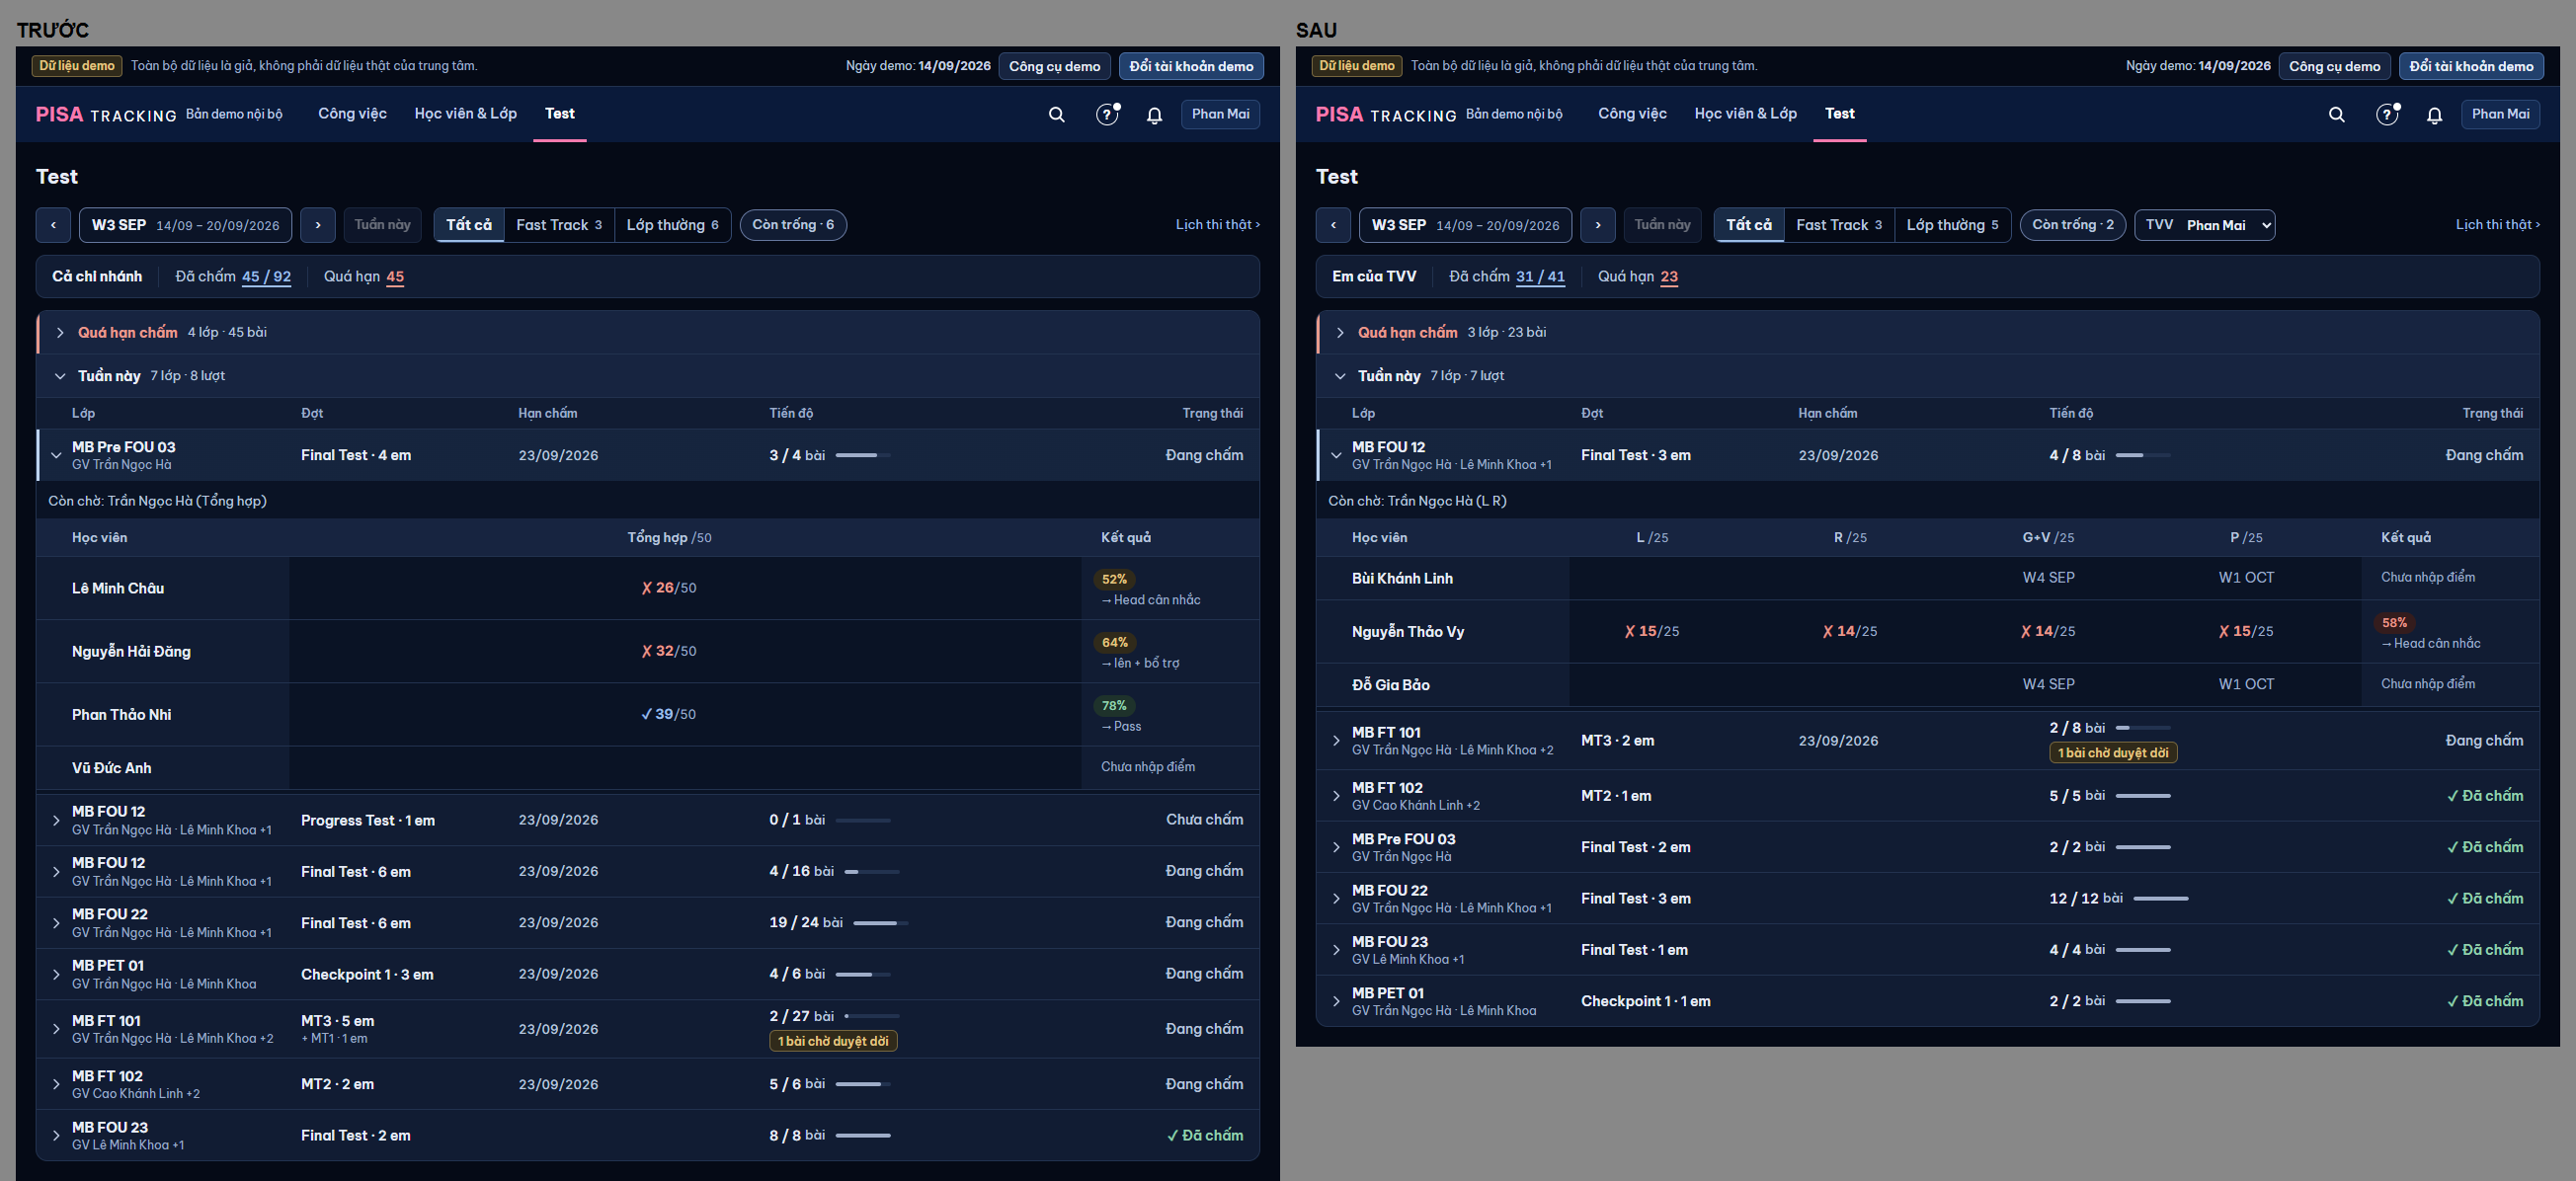 TRƯỚC
Dữ liệu demo Toàn bộ dữ liệu là giả, không phải dữ liệu thật của trung tâm. Ngày demo: 14/09/2026 Công cụ demo Đổi tài khoản demo
PISA TRACKING Bản demo nội bộ Công việc Học viên & Lớp Test ? Phan Mai
Test
‹ W3 SEP 14/09 – 20/09/2026 › Tuần này Tất cả Fast Track 3 Lớp thường 6 Còn trống · 6 Lịch thi thật ›
Cả chi nhánh Đã chấm 45 / 92 Quá hạn 45
Quá hạn chấm 4 lớp · 45 bài
Tuần này 7 lớp · 8 lượt
Lớp Đợt Hạn chấm Tiến độ Trạng thái
MB Pre FOU 03 Final Test · 4 em 23/09/2026 3 / 4 bài Đang chấm
GV Trần Ngọc Hà
Còn chờ: Trần Ngọc Hà (Tổng hợp)
Học viên Tổng hợp /50 Kết quả
Lê Minh Châu ✗ 26/50 52%
→ Head cân nhắc
Nguyễn Hải Đăng ✗ 32/50 64%
→ lên + bổ trợ
Phan Thảo Nhi ✓ 39/50 78%
→ Pass
Vũ Đức Anh Chưa nhập điểm
MB FOU 12 Progress Test · 1 em 23/09/2026 0 / 1 bài Chưa chấm
GV Trần Ngọc Hà · Lê Minh Khoa +1
MB FOU 12 Final Test · 6 em 23/09/2026 4 / 16 bài Đang chấm
GV Trần Ngọc Hà · Lê Minh Khoa +1
MB FOU 22 Final Test · 6 em 23/09/2026 19 / 24 bài Đang chấm
GV Trần Ngọc Hà · Lê Minh Khoa +1
MB PET 01 Checkpoint 1 · 3 em 23/09/2026 4 / 6 bài Đang chấm
GV Trần Ngọc Hà · Lê Minh Khoa
MB FT 101 MT3 · 5 em 23/09/2026 2 / 27 bài Đang chấm
GV Trần Ngọc Hà · Lê Minh Khoa +2 + MT1 · 1 em 1 bài chờ duyệt dời
MB FT 102 MT2 · 2 em 23/09/2026 5 / 6 bài Đang chấm
GV Cao Khánh Linh +2
MB FOU 23 Final Test · 2 em 8 / 8 bài ✓ Đã chấm
GV Lê Minh Khoa +1
SAU
Dữ liệu demo Toàn bộ dữ liệu là giả, không phải dữ liệu thật của trung tâm. Ngày demo: 14/09/2026 Công cụ demo Đổi tài khoản demo
PISA TRACKING Bản demo nội bộ Công việc Học viên & Lớp Test ? Phan Mai
Test
‹ W3 SEP 14/09 – 20/09/2026 › Tuần này Tất cả Fast Track 3 Lớp thường 5 Còn trống · 2 TVV Phan Mai Lịch thi thật ›
Em của TVV Đã chấm 31 / 41 Quá hạn 23
Quá hạn chấm 3 lớp · 23 bài
Tuần này 7 lớp · 7 lượt
Lớp Đợt Hạn chấm Tiến độ Trạng thái
MB FOU 12 Final Test · 3 em 23/09/2026 4 / 8 bài Đang chấm
GV Trần Ngọc Hà · Lê Minh Khoa +1
Còn chờ: Trần Ngọc Hà (L R)
Học viên L /25 R /25 G+V /25 P /25 Kết quả
Bùi Khánh Linh W4 SEP W1 OCT Chưa nhập điểm
Nguyễn Thảo Vy ✗ 15/25 ✗ 14/25 ✗ 14/25 ✗ 15/25 58%
→ Head cân nhắc
Đỗ Gia Bảo W4 SEP W1 OCT Chưa nhập điểm
MB FT 101 MT3 · 2 em 23/09/2026 2 / 8 bài Đang chấm
GV Trần Ngọc Hà · Lê Minh Khoa +2 1 bài chờ duyệt dời
MB FT 102 MT2 · 1 em 5 / 5 bài ✓ Đã chấm
GV Cao Khánh Linh +2
MB Pre FOU 03 Final Test · 2 em 2 / 2 bài ✓ Đã chấm
GV Trần Ngọc Hà
MB FOU 22 Final Test · 3 em 12 / 12 bài ✓ Đã chấm
GV Trần Ngọc Hà · Lê Minh Khoa +1
MB FOU 23 Final Test · 1 em 4 / 4 bài ✓ Đã chấm
GV Lê Minh Khoa +1
MB PET 01 Checkpoint 1 · 1 em 2 / 2 bài ✓ Đã chấm
GV Trần Ngọc Hà · Lê Minh Khoa